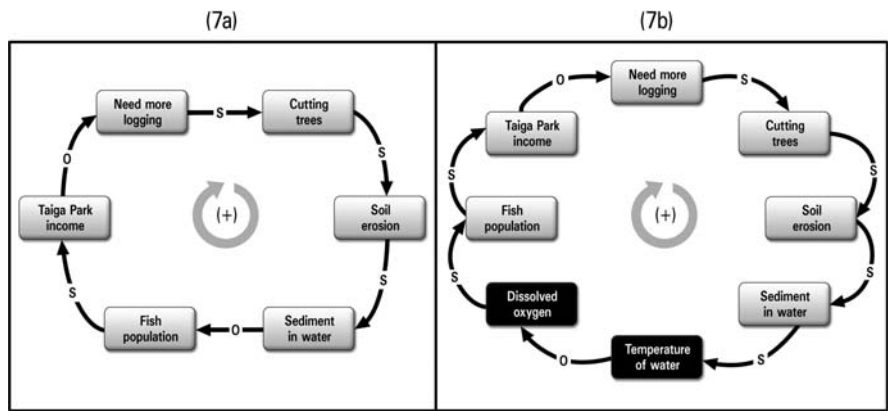 (7a)
Need more
logging
S
Cutting
trees
S
Soil
erosion
S
Sediment
in water
O
Fish
population
S
Taiga Park
income
O
(+)
(7b)
Need more
logging
S
Cutting
trees
S
Soil
erosion
S
Sediment
in water
S
Temperature
of water
O
Dissolved
oxygen
S
Fish
population
S
Taiga Park
income
O
(+)